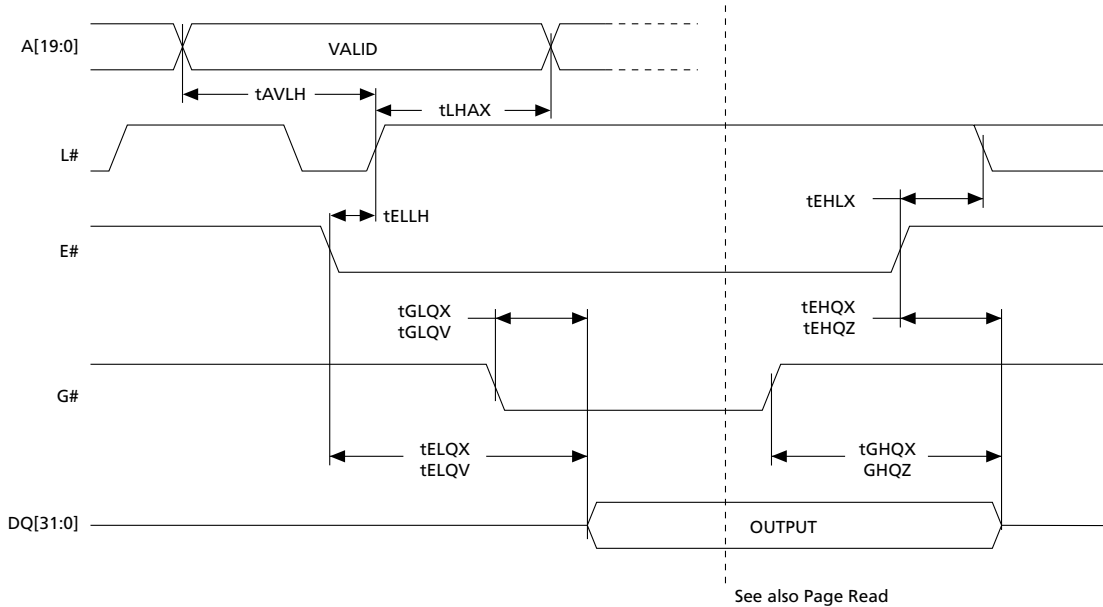 A[19:0]
VALID
tAVLH
tLHAX
L#
tEHLX
tELLH
E#
tGLQX
tGLQV
tEHQX
tEHQZ
G#
tELQX
tELQV
tGHQX
GHQZ
DQ[31:0]
OUTPUT
See also Page Read